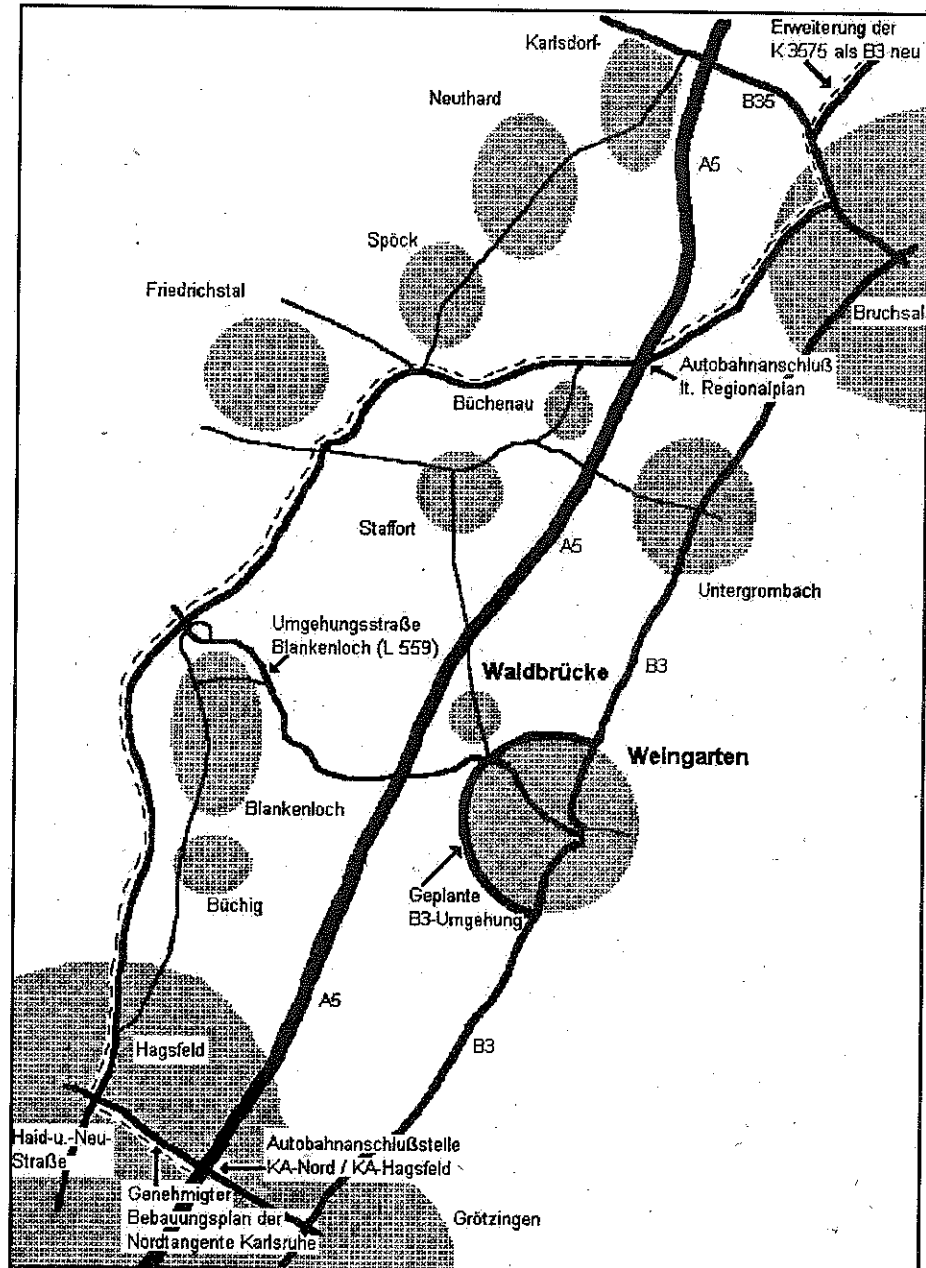 Erweiterung der
K 3575 als B3 neu
Karlsdorf-
Neuthard
B35
A5
Spöck
Friedrichstal
Bruchsal
Autobahnanschluß
lt. Regionalplan
Büchenau
Staffort
A5
Untergrombach
Umgehungsstraße
Blankenloch (L 559)
Waldbrücke
B3
Weingarten
Blankenloch
Geplante
B3-Umgehung
Büchig
A5
B3
Hagsfeld
Haid-u.-Neu-
Straße
Autobahnanschlußstelle
KA-Nord / KA-Hagsfeld
Genehmigter
Bebauungsplan der
Nordtangente Karlsruhe
Grötzingen